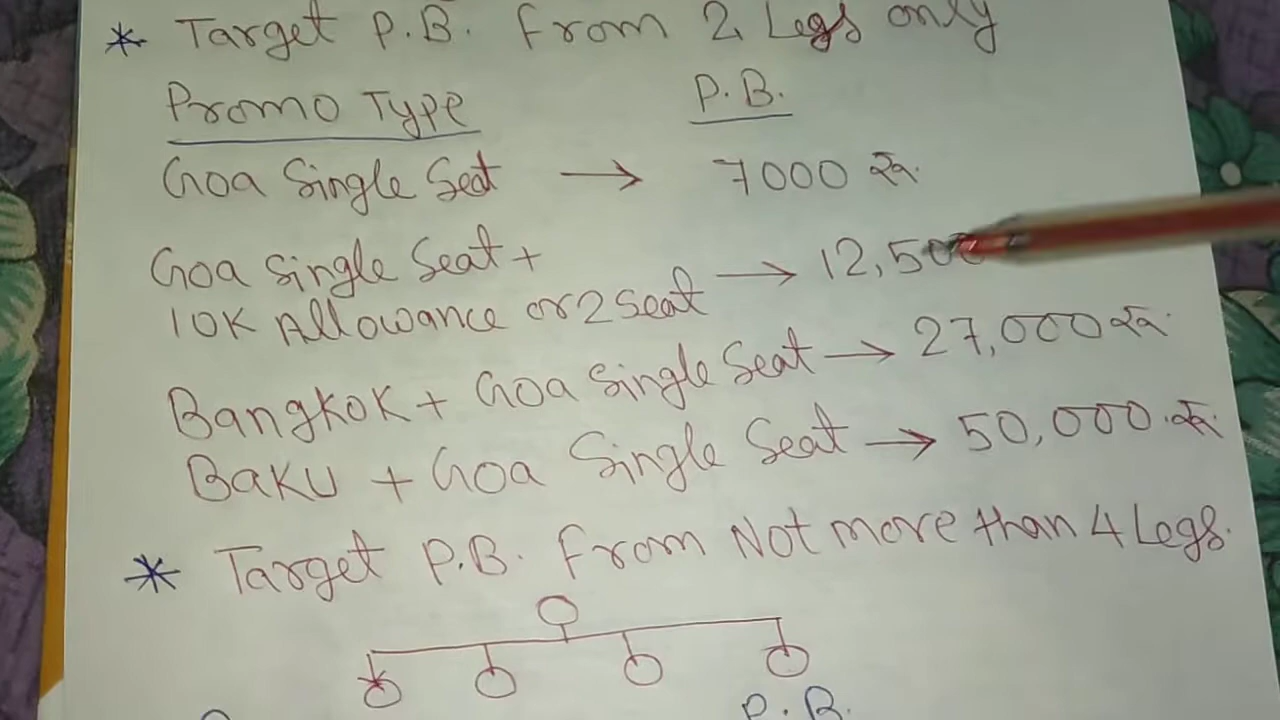 * Target P.B. From 2 Legs only
Promo Type P.B.
Goa Single Seat → 7000 रू.
Goa Single Seat +
10K Allowance or 2 Seat → 12,500
Bangkok + Goa Single Seat → 27,000 रू.
BAKU + Goa Single Seat → 50,000 रू.
* Target P.B. From Not more than 4 Legs.
P.B.